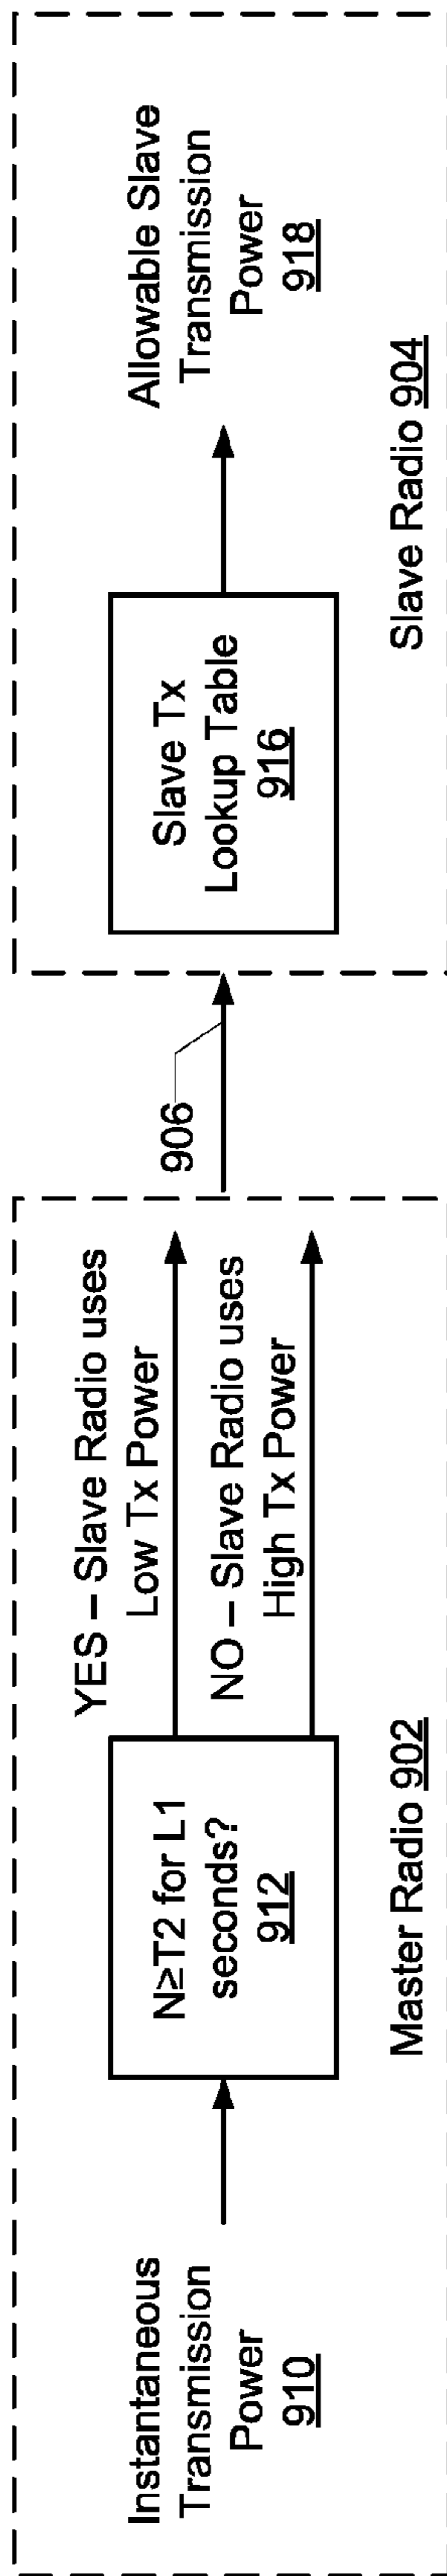 Instantaneous
Transmission
Power
910
N≥T2 for L1
seconds?
912
YES – Slave Radio uses
Low Tx Power
NO – Slave Radio uses
High Tx Power
Master Radio 902
906
Slave Tx
Lookup Table
916
Allowable Slave
Transmission
Power
918
Slave Radio 904